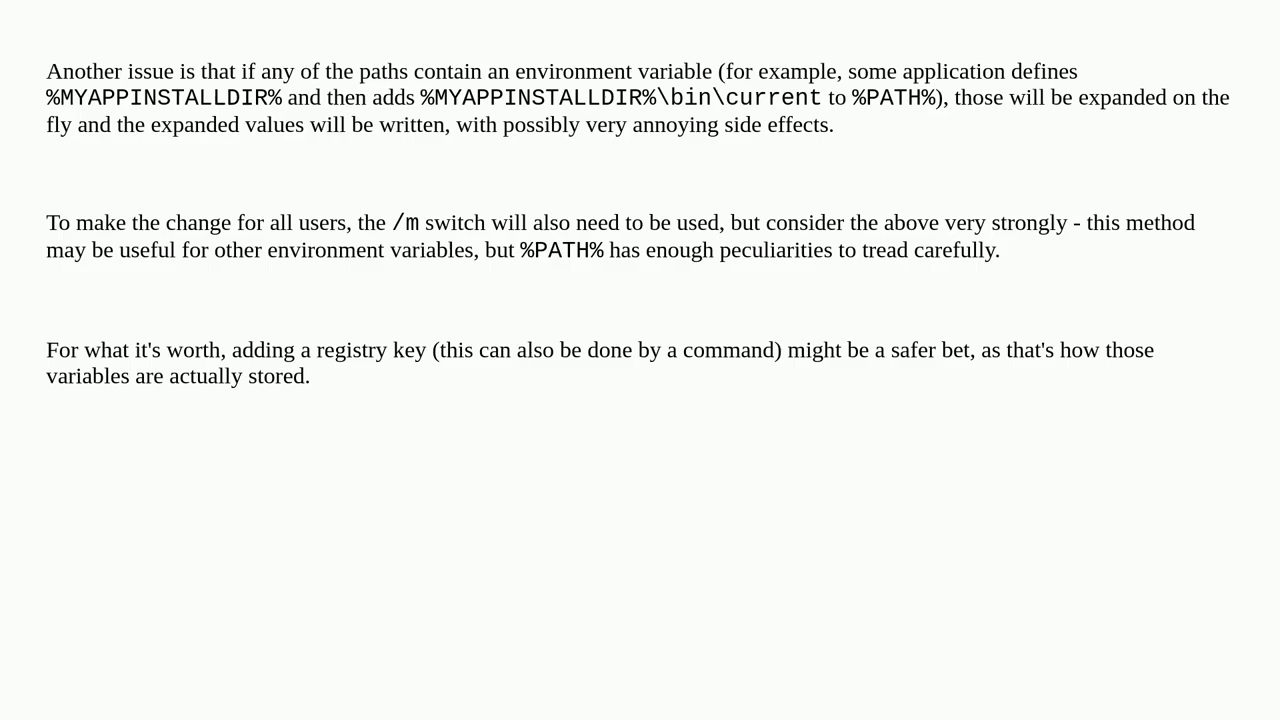 Another issue is that if any of the paths contain an environment variable (for example, some application defines
%MYAPPINSTALLDIR% and then adds %MYAPPINSTALLDIR%\bin\current to %PATH%), those will be expanded on the
fly and the expanded values will be written, with possibly very annoying side effects.
To make the change for all users, the /m switch will also need to be used, but consider the above very strongly - this method
may be useful for other environment variables, but %PATH% has enough peculiarities to tread carefully.
For what it's worth, adding a registry key (this can also be done by a command) might be a safer bet, as that's how those
variables are actually stored.